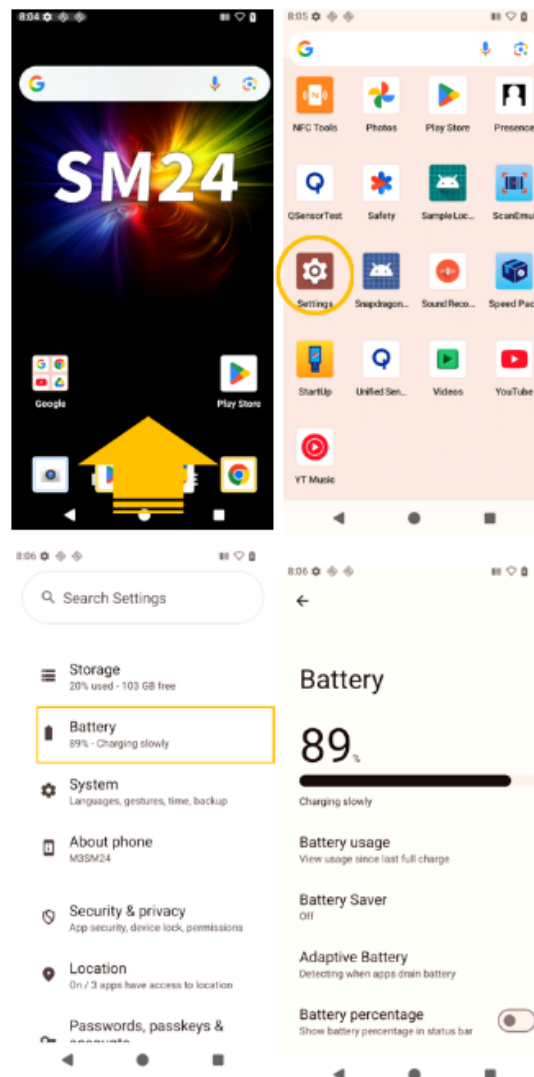 8:04
SM24
Google
Play Store
8:05
NFC Tools
Photos
Play Store
Presence
QSensorTest
Safety
Sample Loc...
ScanEmu
Settings
Snapdragon...
Sound Reco...
Speed Pac
StartUp
Unified Sen...
Videos
YouTube
YT Music
8:06
Search Settings
Storage
20% used - 103 GB free
Battery
89% - Charging slowly
System
Languages, gestures, time, backup
About phone
M3SM24
Security & privacy
App security, device lock, permissions
Location
On / 3 apps have access to location
Passwords, passkeys &
8:06
Battery
89%
Charging slowly
Battery usage
View usage since last full charge
Battery Saver
Off
Adaptive Battery
Detecting when apps drain battery
Battery percentage
Show battery percentage in status bar